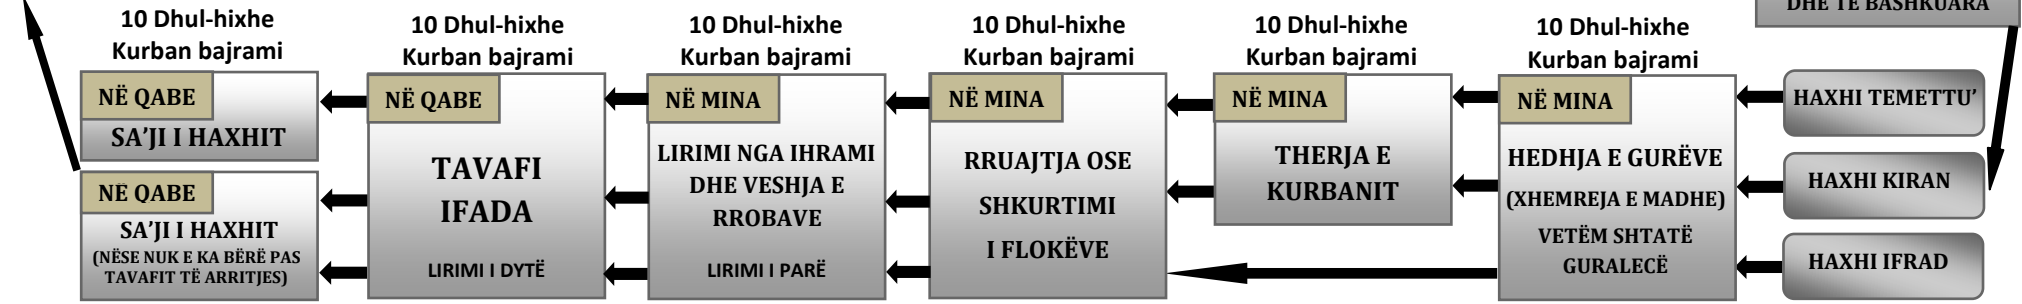 DHE TË BASHKUARA
10 Dhul-hixhe
Kurban bajrami
NË QABE
SA’JI I HAXHIT
NË QABE
SA’JI I HAXHIT
(NËSE NUK E KA BËRË PAS
TAVAFIT TË ARRITJES)
10 Dhul-hixhe
Kurban bajrami
NË QABE
TAVAFI
IFADA
LIRIMI I DYTË
10 Dhul-hixhe
Kurban bajrami
NË MINA
LIRIMI NGA IHRAMI
DHE VESHJA E
RROBAVE
LIRIMI I PARË
10 Dhul-hixhe
Kurban bajrami
NË MINA
RRUAJTJA OSE
SHKURTIMI
I FLOKËVE
10 Dhul-hixhe
Kurban bajrami
NË MINA
THERJA E
KURBANIT
10 Dhul-hixhe
Kurban bajrami
NË MINA
HEDHJA E GURËVE
(XHEMREJA E MADHE)
VETËM SHTATË
GURALECË
HAXHI TEMETTU’
HAXHI KIRAN
HAXHI IFRAD